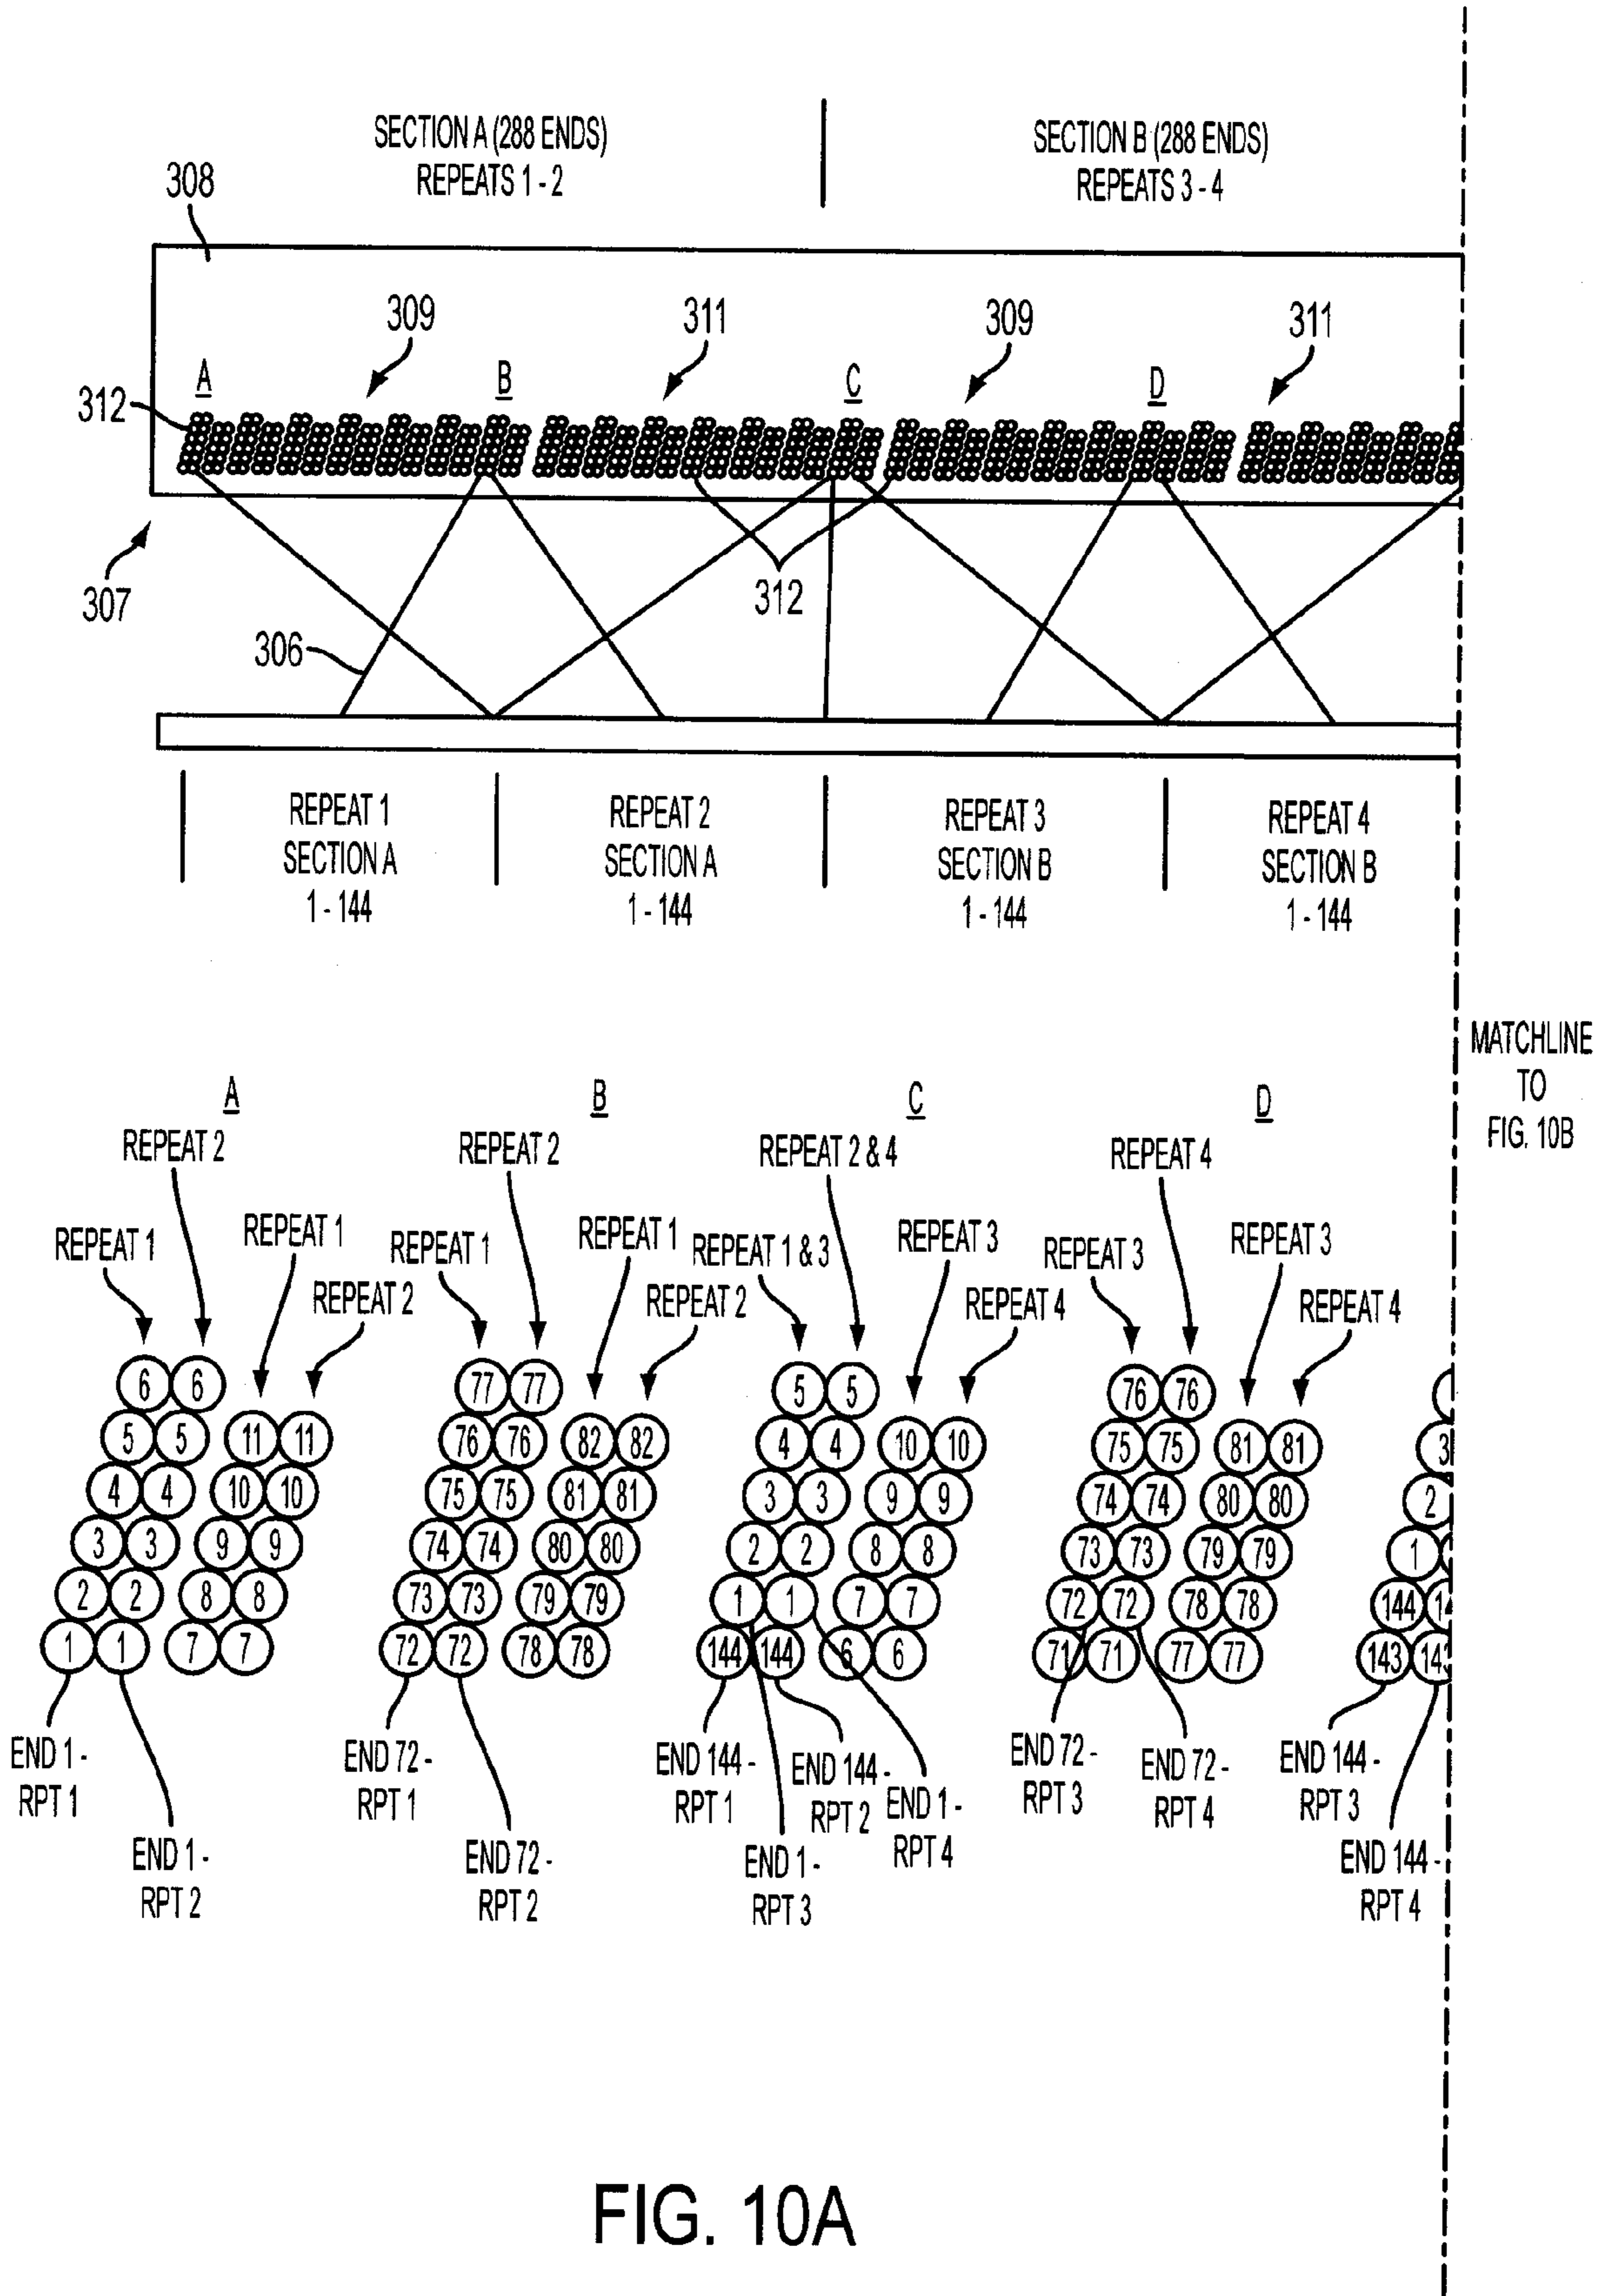 SECTION A (288 ENDS)
REPEATS 1 - 2
SECTION B (288 ENDS)
REPEATS 3 - 4
308
309
311
309
311
A
B
C
D
312
307
306
312
REPEAT 1
SECTION A
1 - 144
REPEAT 2
SECTION A
1 - 144
REPEAT 3
SECTION B
1 - 144
REPEAT 4
SECTION B
1 - 144
MATCHLINE
TO
FIG. 10B
A
REPEAT 2
REPEAT 1
REPEAT 1
REPEAT 2
6 6
5 5 11 11
4 4 10 10
3 3 9 9
2 2 8 8
1 1 7 7
END 1 -
RPT 1
END 1 -
RPT 2
B
REPEAT 2
REPEAT 1
REPEAT 1
REPEAT 2
77 77
76 76 82 82
75 75 81 81
74 74 80 80
73 73 79 79
72 72 78 78
END 72 -
RPT 1
END 72 -
RPT 2
C
REPEAT 2 & 4
REPEAT 1 & 3
REPEAT 3
REPEAT 4
5 5
4 4 10 10
3 3 9 9
2 2 8 8
1 1 7 7
144 144 6 6
END 144 -
RPT 1
END 144 -
RPT 2
END 1 -
RPT 4
END 1 -
RPT 3
D
REPEAT 4
REPEAT 3
REPEAT 3
REPEAT 4
76 76
75 75 81 81
74 74 80 80
73 73 79 79
72 72 78 78
71 71 77 77
END 72 -
RPT 3
END 72 -
RPT 4
3
2
1
144 14
143 143
END 144 -
RPT 3
END 144 -
RPT 4
FIG. 10A